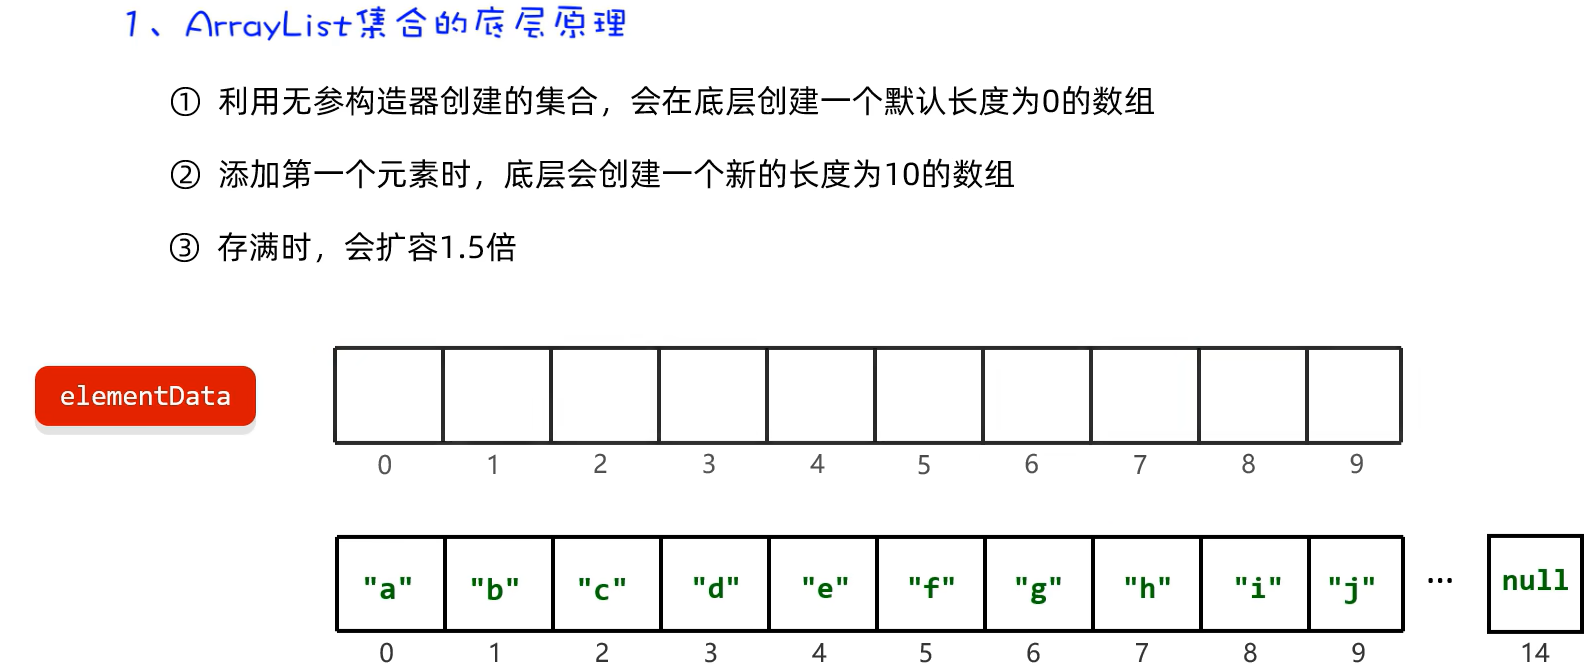 1、ArrayList集合的底层原理
① 利用无参构造器创建的集合，会在底层创建一个默认长度为0的数组
② 添加第一个元素时，底层会创建一个新的长度为10的数组
③ 存满时，会扩容1.5倍
elementData
0 1 2 3 4 5 6 7 8 9
"a" "b" "c" "d" "e" "f" "g" "h" "i" "j" ... null
0 1 2 3 4 5 6 7 8 9 14